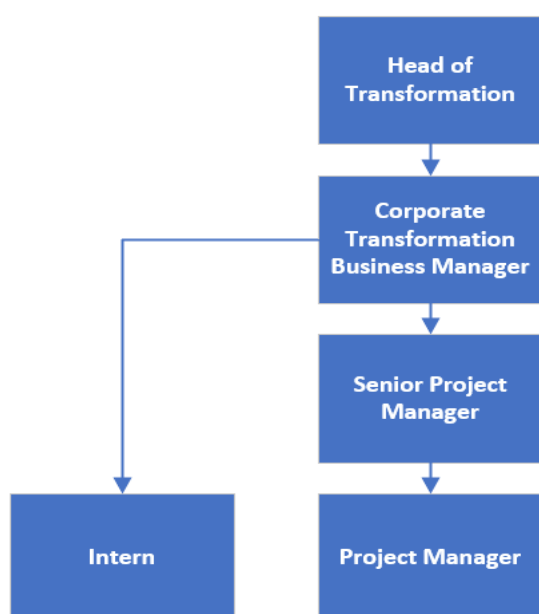 Head of
Transformation
Corporate
Transformation
Business Manager
Senior Project
Manager
Intern
Project Manager